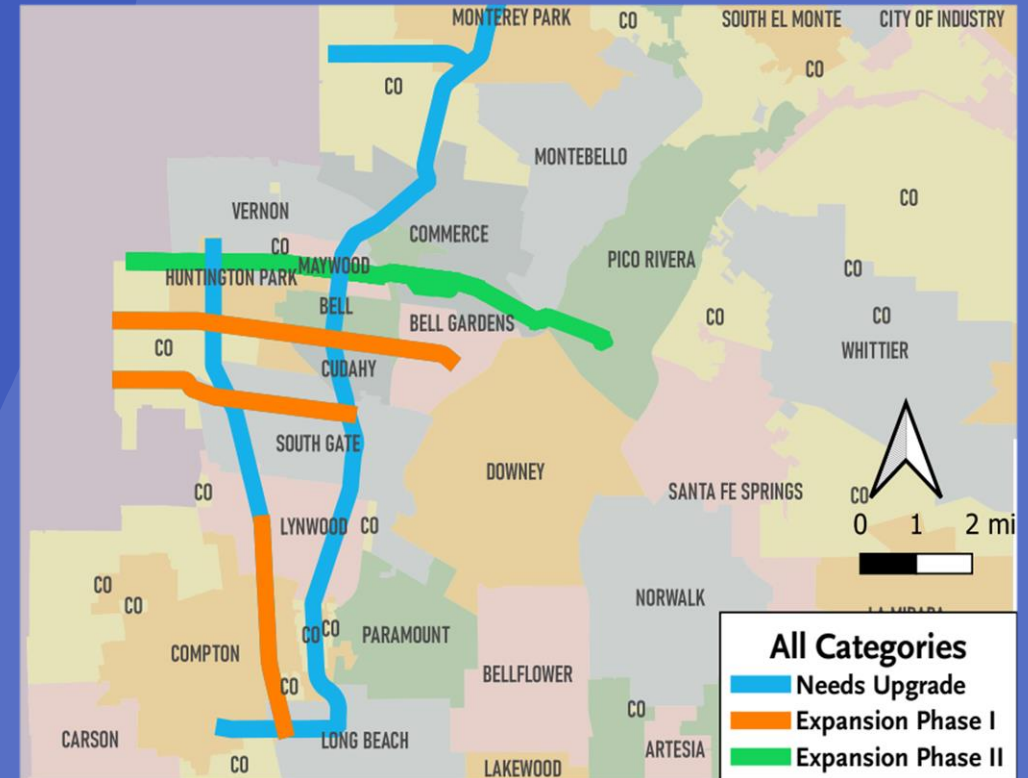 MONTEREY PARK
CO
SOUTH EL MONTE
CITY OF INDUSTRY
CO
CO
MONTEBELLO
CO
VERNON
COMMERCE
CO
MAYWOOD
PICO RIVERA
CO
HUNTINGTON PARK
BELL
BELL GARDENS
CO
CO
CO
WHITTIER
CUDAHY
SOUTH GATE
DOWNEY
CO
SANTA FE SPRINGS
CO
LYNWOOD
CO
0 1 2 mi
CO
CO
NORWALK
CO
CO
PARAMOUNT
COMPTON
BELLFLOWER
CO
CO
CARSON
LONG BEACH
ARTESIA
CO
LAKEWOOD
All Categories
Needs Upgrade
Expansion Phase I
Expansion Phase II